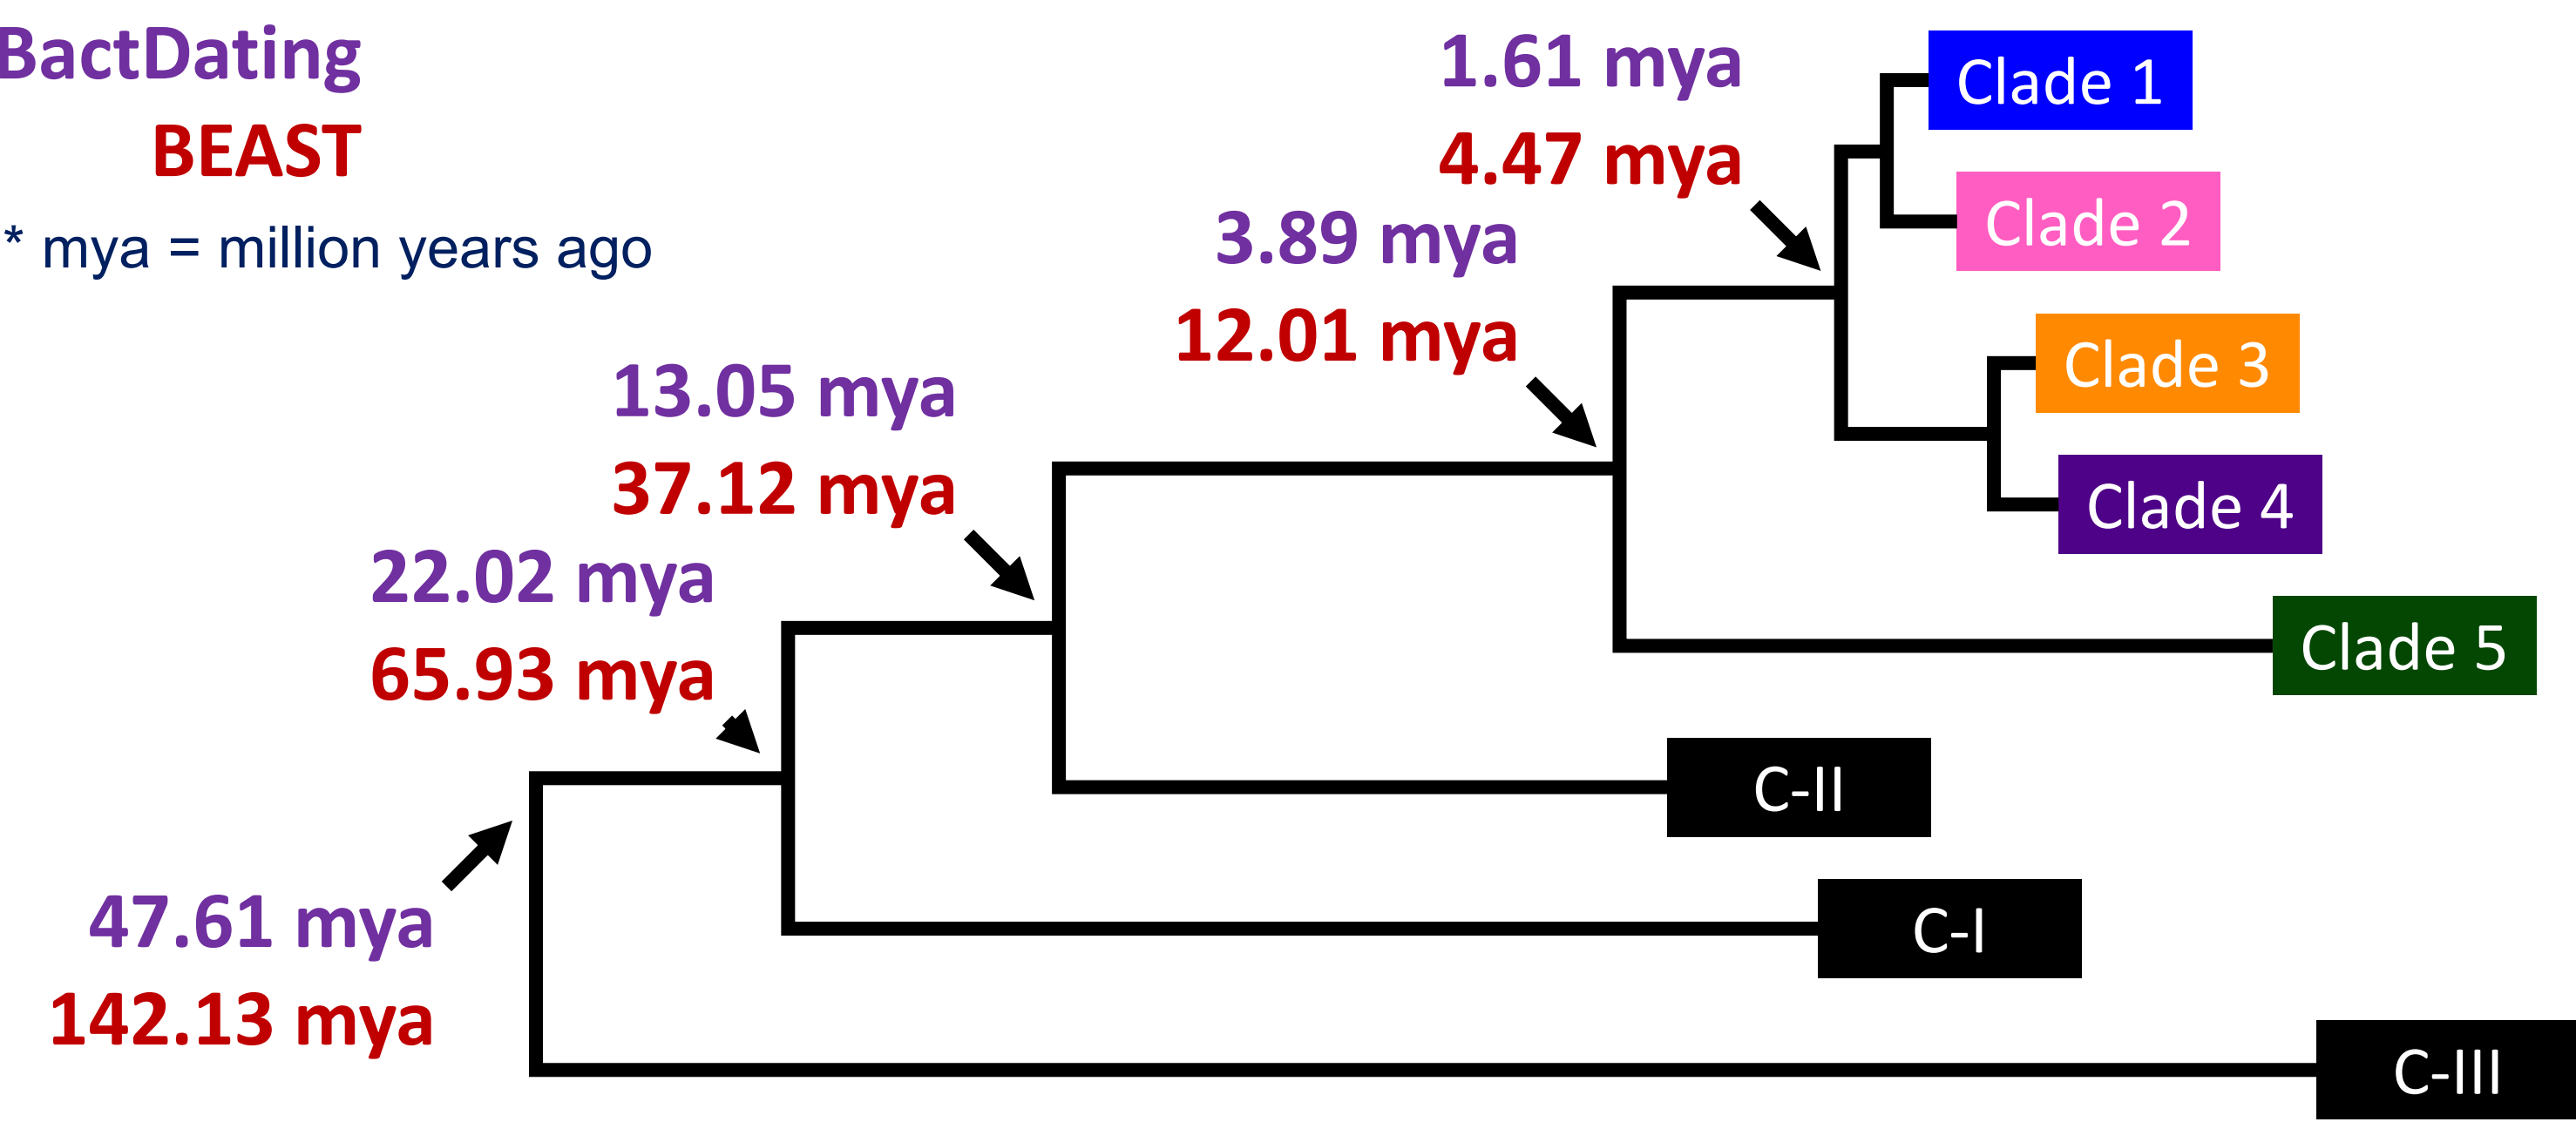 BactDating
BEAST
* mya = million years ago
1.61 mya
4.47 mya
3.89 mya
12.01 mya
13.05 mya
37.12 mya
22.02 mya
65.93 mya
47.61 mya
142.13 mya
Clade 1
Clade 2
Clade 3
Clade 4
Clade 5
C-II
C-I
C-III